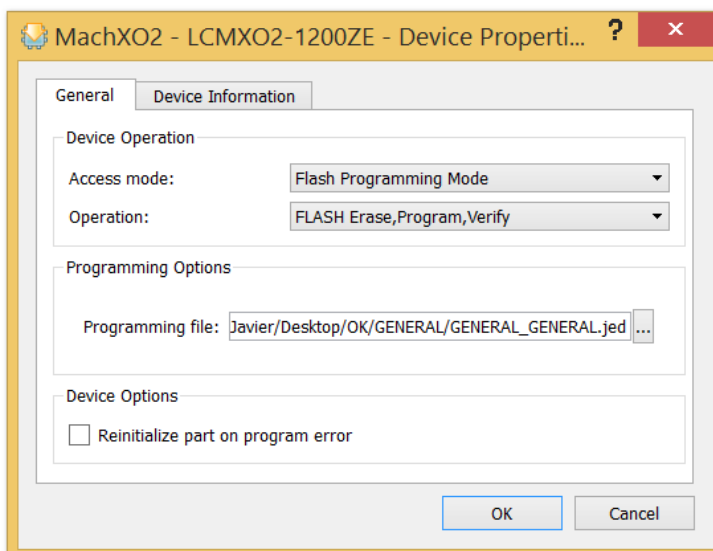 MachXO2 - LCMXO2-1200ZE - Device Properti... ? x
General Device Information
Device Operation
Access mode: Flash Programming Mode
Operation: FLASH Erase,Program,Verify
Programming Options
Programming file: Javier/Desktop/OK/GENERAL/GENERAL_GENERAL.jed ...
Device Options
Reinitialize part on program error
OK Cancel